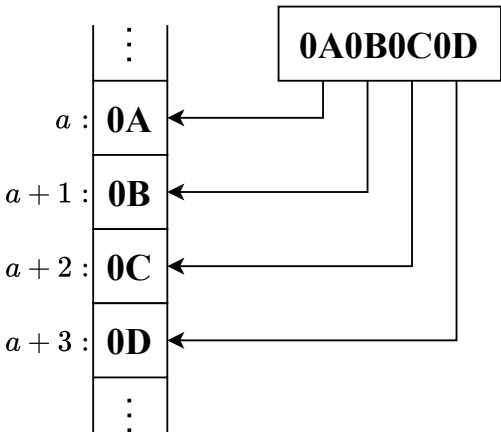 0A0B0C0D
⋮
a : 0A
a + 1 : 0B
a + 2 : 0C
a + 3 : 0D
⋮